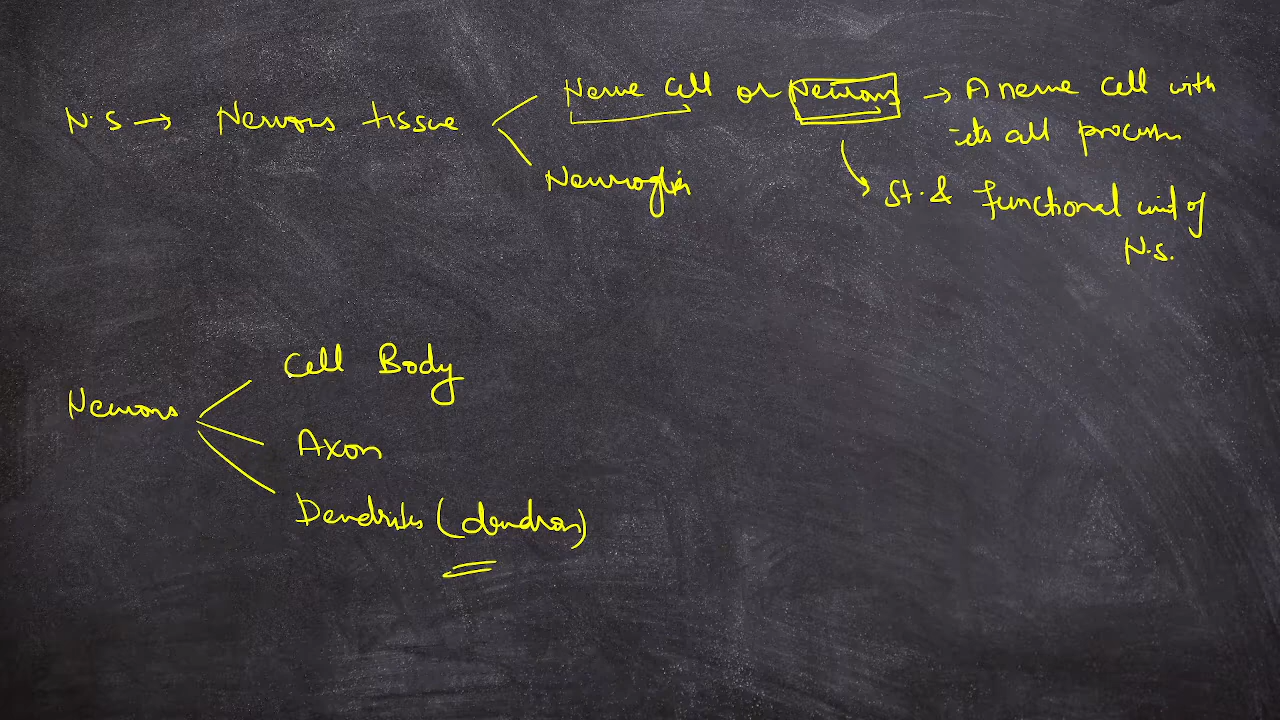 N.S → Nervous tissue
Nerve Cell or Neurons → A nerve cell with
its all process
Neuroglia
St. & functional unit of
N.S.
Neurons
Cell Body
Axon
Dendrites (dendron)